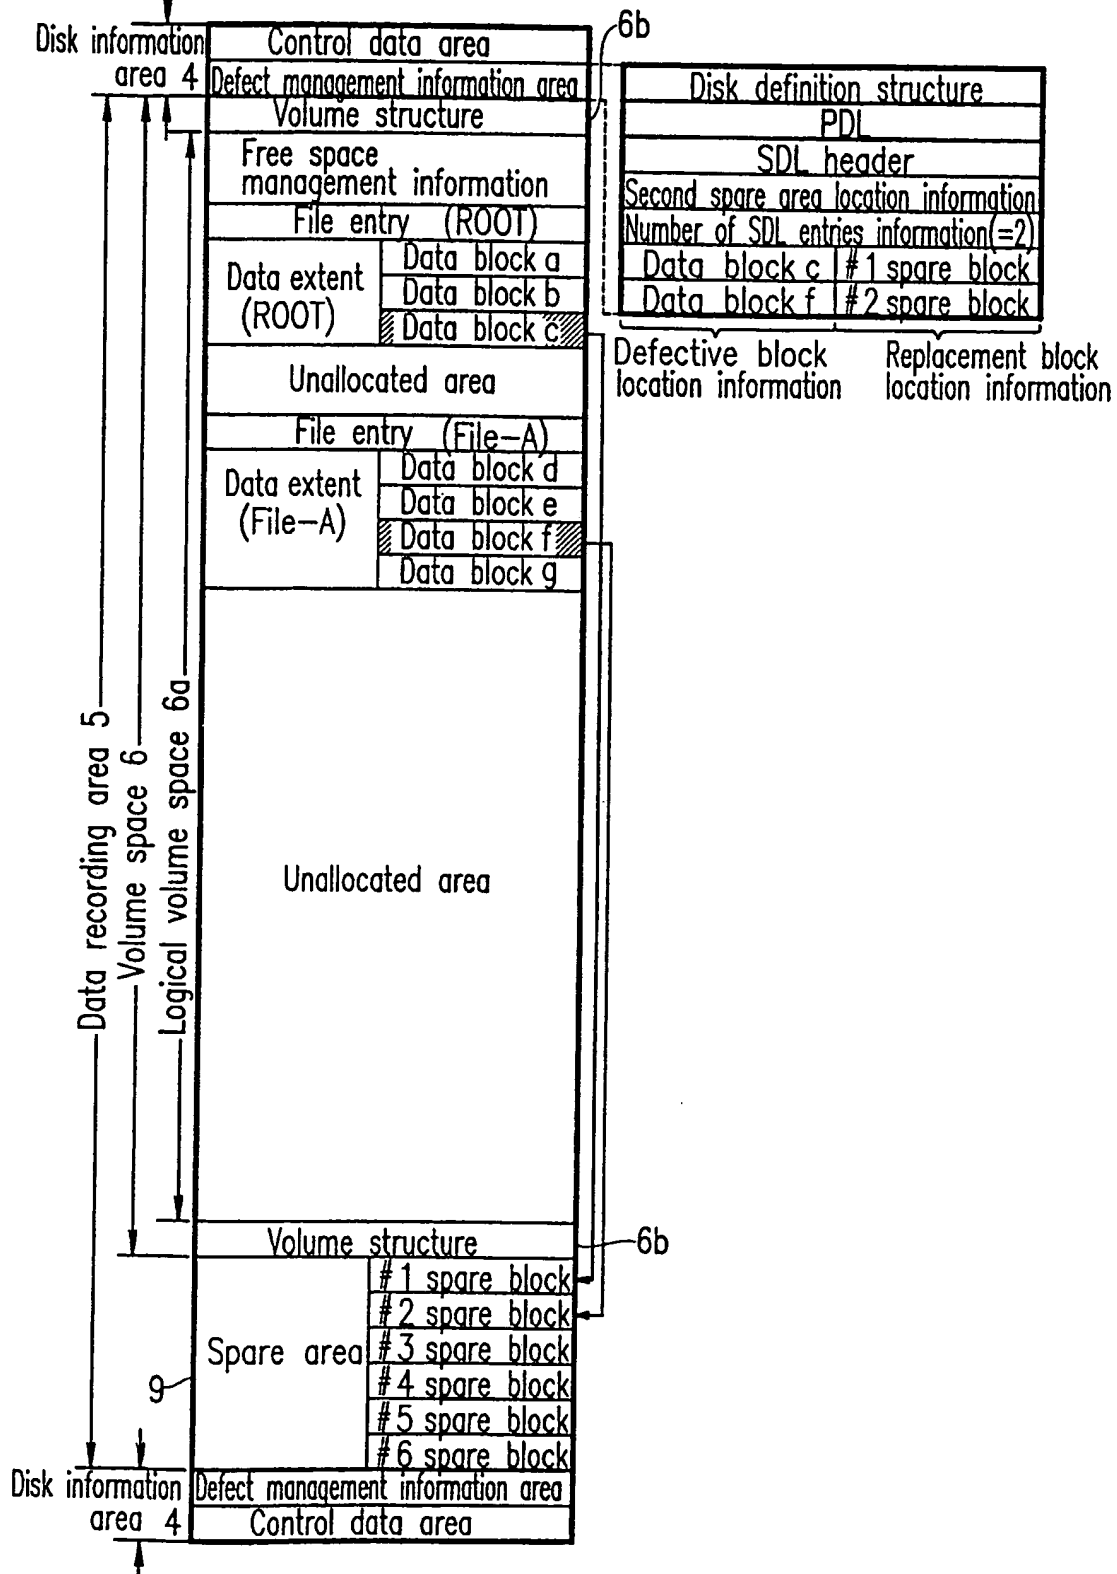 Disk information
area 4
Control data area
Defect management information area
Volume structure
6b
Free space
management information
File entry (ROOT)
Data extent
(ROOT)
Data block a
Data block b
Data block c
Unallocated area
File entry (File-A)
Data extent
(File-A)
Data block d
Data block e
Data block f
Data block g
Unallocated area
Disk definition structure
PDL
SDL header
Second spare area location information
Number of SDL entries information(=2)
Data block c #1 spare block
Data block f #2 spare block
Defective block
location information
Replacement block
location information
Data recording area 5
Volume space 6
Logical volume space 6a
Volume structure
6b
Spare area
9
#1 spare block
#2 spare block
#3 spare block
#4 spare block
#5 spare block
#6 spare block
Disk information
area 4
Defect management information area
Control data area